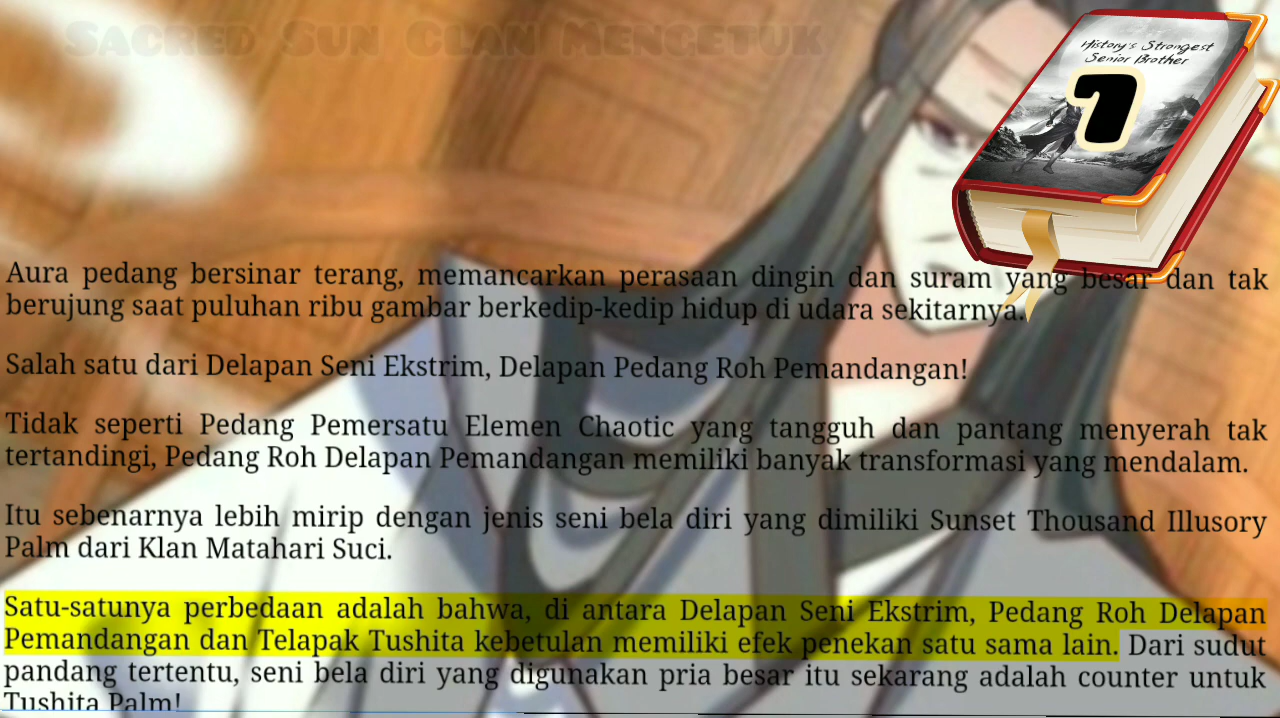 Sacred Sun Clan Mengetuk
History's Strongest
Senior Brother
1
Aura pedang bersinar terang, memancarkan perasaan dingin dan suram yang besar dan tak
berujung saat puluhan ribu gambar berkedip-kedip hidup di udara sekitarnya.
Salah satu dari Delapan Seni Ekstrim, Delapan Pedang Roh Pemandangan!
Tidak seperti Pedang Pemersatu Elemen Chaotic yang tangguh dan pantang menyerah tak
tertandingi, Pedang Roh Delapan Pemandangan memiliki banyak transformasi yang mendalam.
Itu sebenarnya lebih mirip dengan jenis seni bela diri yang dimiliki Sunset Thousand Illusory
Palm dari Klan Matahari Suci.
Satu-satunya perbedaan adalah bahwa, di antara Delapan Seni Ekstrim, Pedang Roh Delapan
Pemandangan dan Telapak Tushita kebetulan memiliki efek penekan satu sama lain. Dari sudut
pandang tertentu, seni bela diri yang digunakan pria besar itu sekarang adalah counter untuk
Tushita Palm!